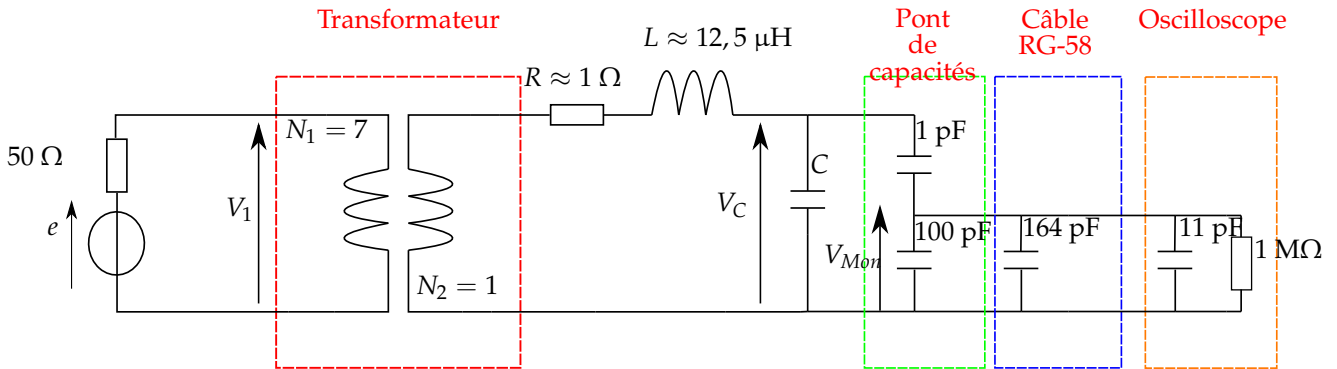 Transformateur
Pont
de
capacités
Câble
RG-58
Oscilloscope
L ≈ 12,5 µH
R ≈ 1 Ω
N₁ = 7
50 Ω
1 pF
C
e
V₁
V_C
V_Mon
100 pF
164 pF
11 pF
1 MΩ
N₂ = 1